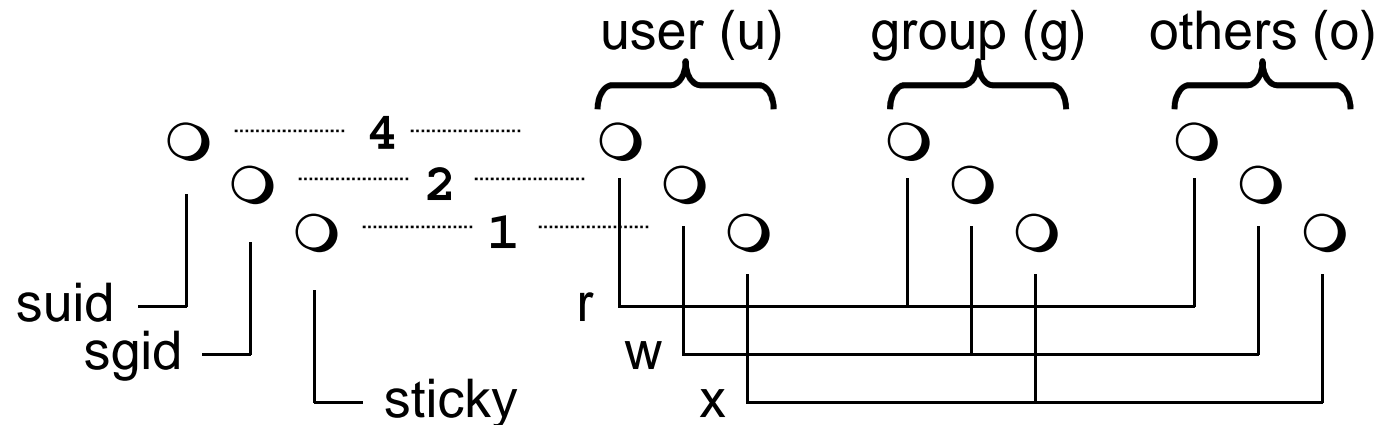 user (u) group (g) others (o)
4
2
1
suid r
sgid w
sticky x